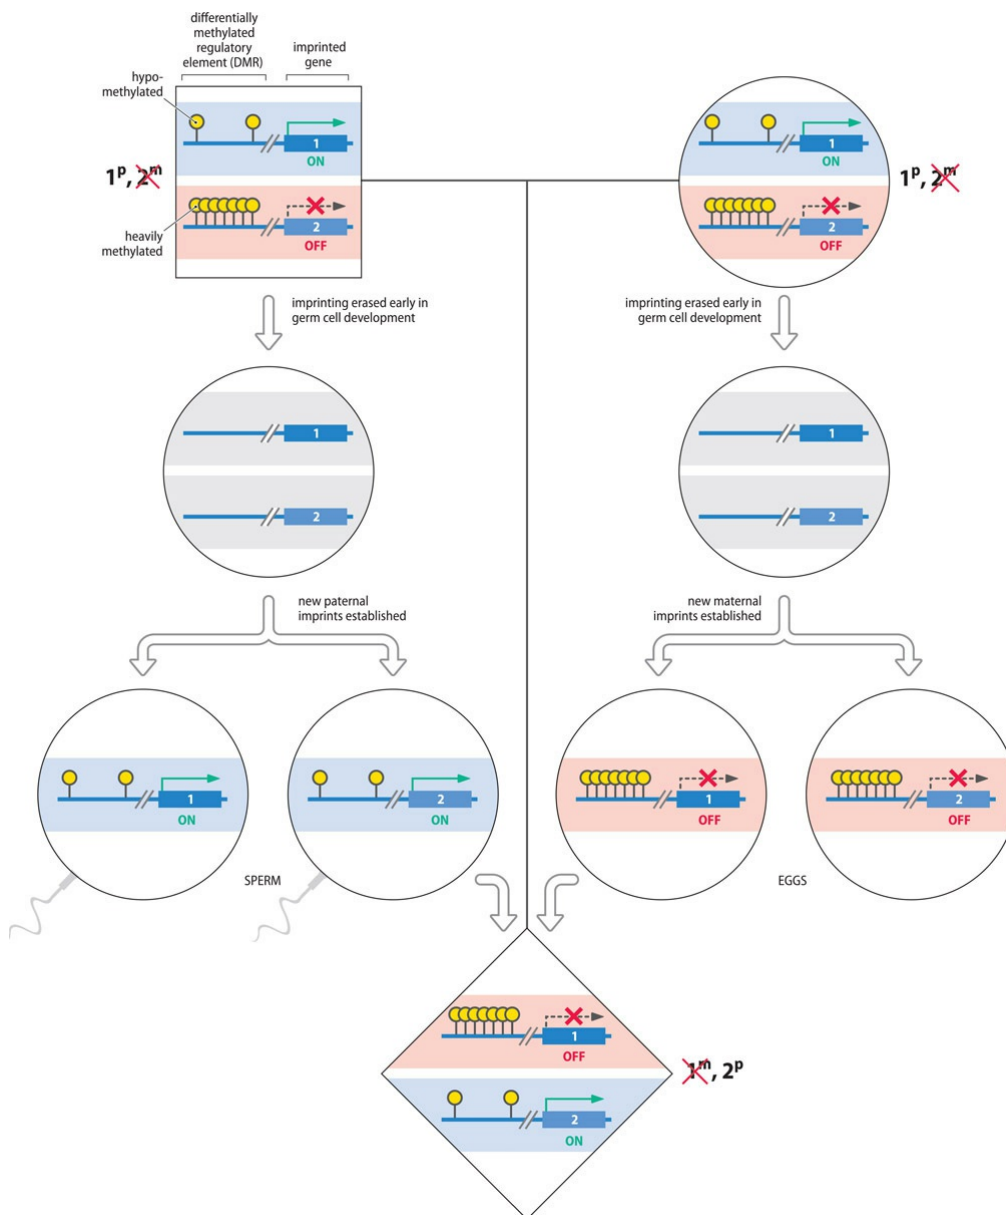 differentially
methylated
regulatory
element (DMR)
imprinted
gene
hypo-
methylated
1
ON
1p, 2m
2
OFF
heavily
methylated
1
ON
1p, 2m
2
OFF
imprinting erased early in
germ cell development
imprinting erased early in
germ cell development
1
2
1
2
new paternal
imprints established
new maternal
imprints established
1
ON
2
ON
1
OFF
2
OFF
SPERM
EGGS
1
OFF
1m, 2p
2
ON